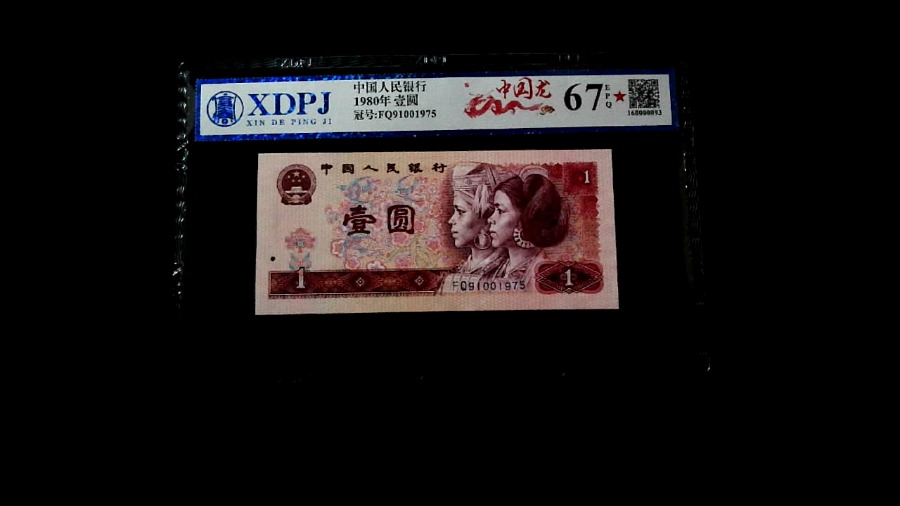 XDPJ
XIN DE PING JI
中国人民银行
1980年 壹圆
冠号:FQ91001975
中国龙
67
EPQ
168000093
中国人民银行
壹圆
1
1
FQ91001975
1